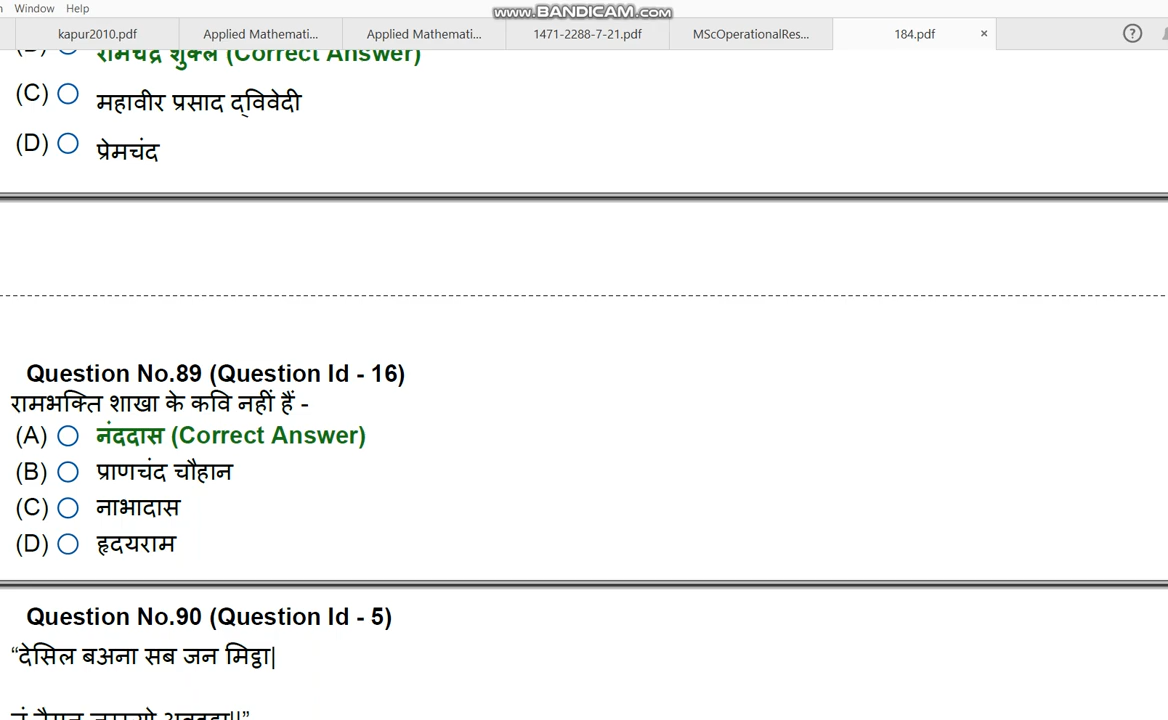 Window Help
www.BANDICAM.com
kapur2010.pdf Applied Mathemati... Applied Mathemati... 1471-2288-7-21.pdf MScOperationalRes... 184.pdf × ?
रामचंद्र शुक्ल (Correct Answer)
(C) महावीर प्रसाद द्विवेदी
(D) प्रेमचंद
Question No.89 (Question Id - 16)
रामभक्ति शाखा के कवि नहीं हैं -
(A) नंददास (Correct Answer)
(B) प्राणचंद चौहान
(C) नाभादास
(D) हृदयराम
Question No.90 (Question Id - 5)
“देसिल बअना सब जन मिट्ठा|